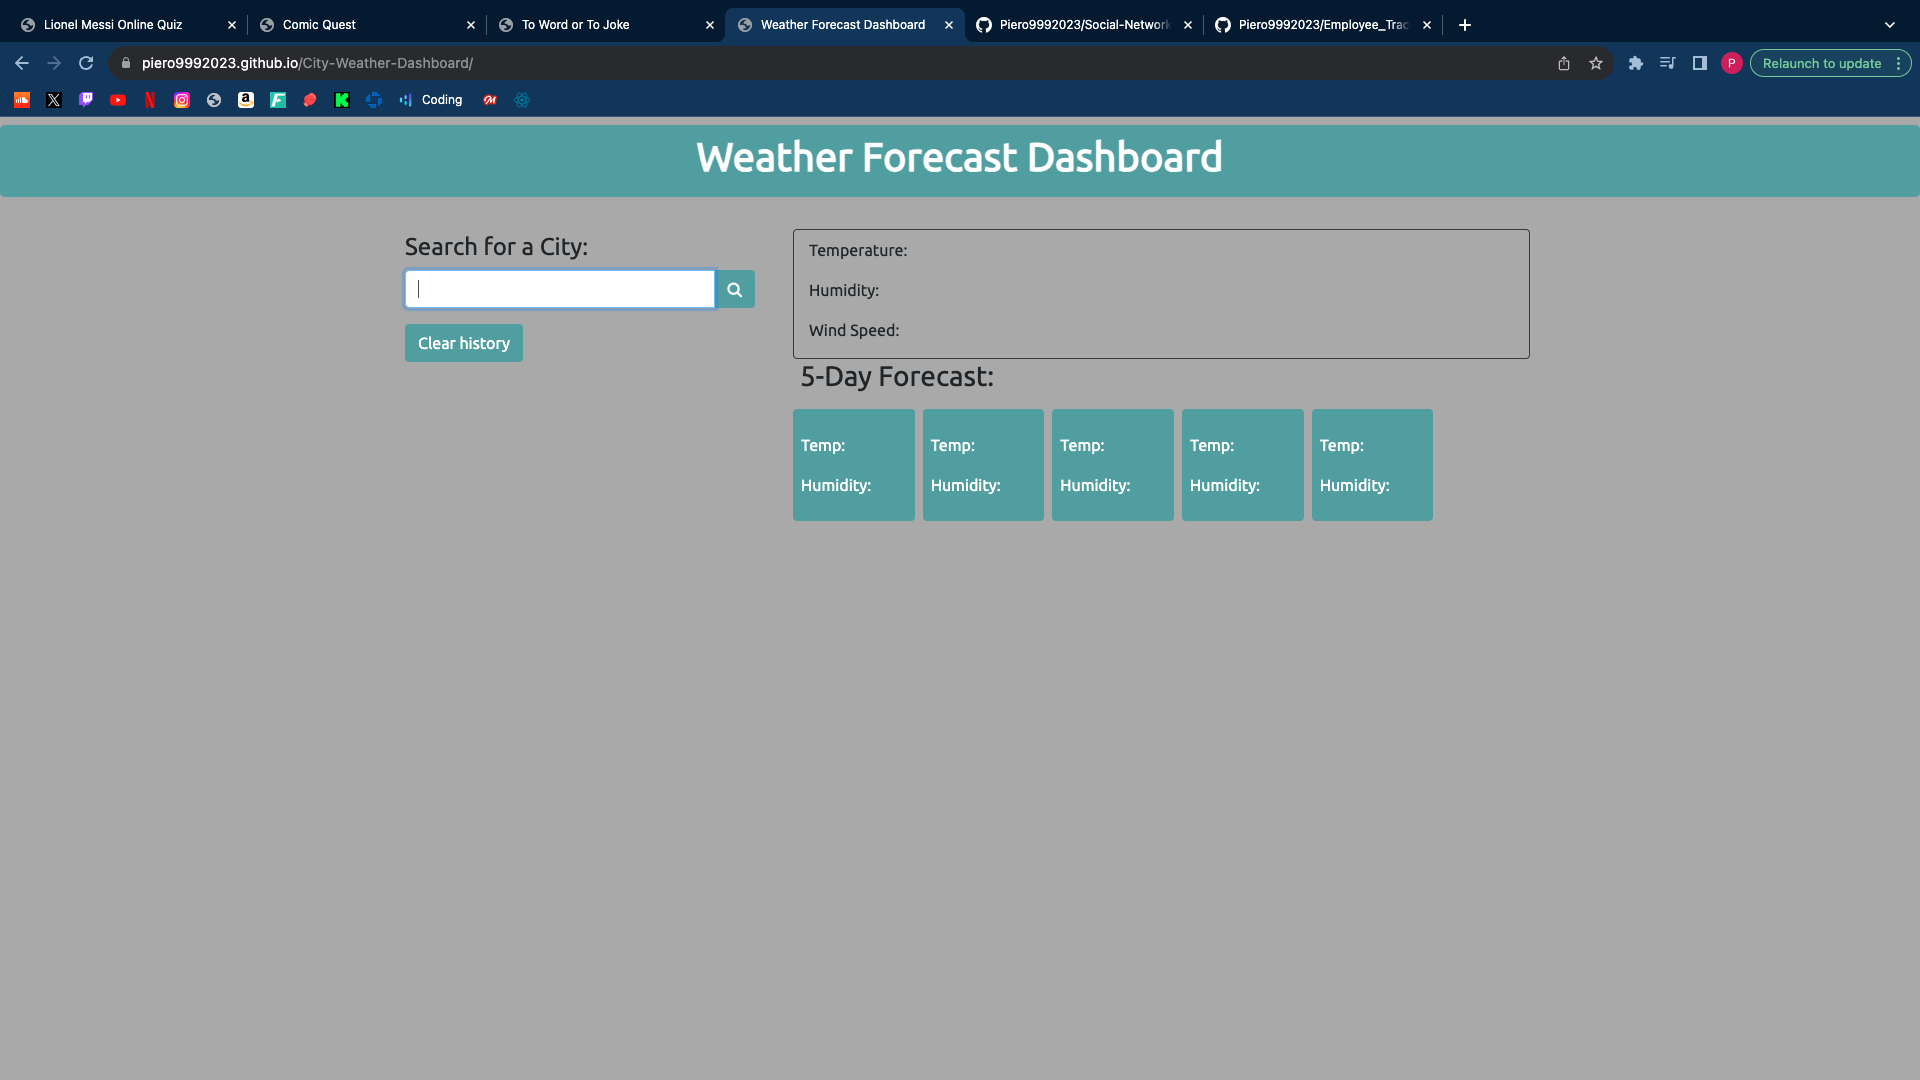 Lionel Messi Online Quiz
Comic Quest
To Word or To Joke
Weather Forecast Dashboard
Piero9992023/Social-Network
Piero9992023/Employee_Trac
piero9992023.github.io/City-Weather-Dashboard/
P
Relaunch to update
Coding
Weather Forecast Dashboard
Search for a City:
Clear history
Temperature:
Humidity:
Wind Speed:
5-Day Forecast:
Temp:
Humidity:
Temp:
Humidity:
Temp:
Humidity:
Temp:
Humidity:
Temp:
Humidity: